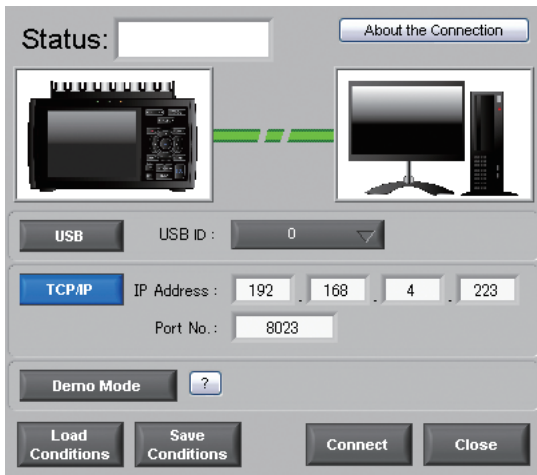 Status:
About the Connection
USB
USB ID :
0
TCP/IP
IP Address :
192 . 168 . 4 . 223
Port No. :
8023
Demo Mode
?
Load
Conditions
Save
Conditions
Connect
Close